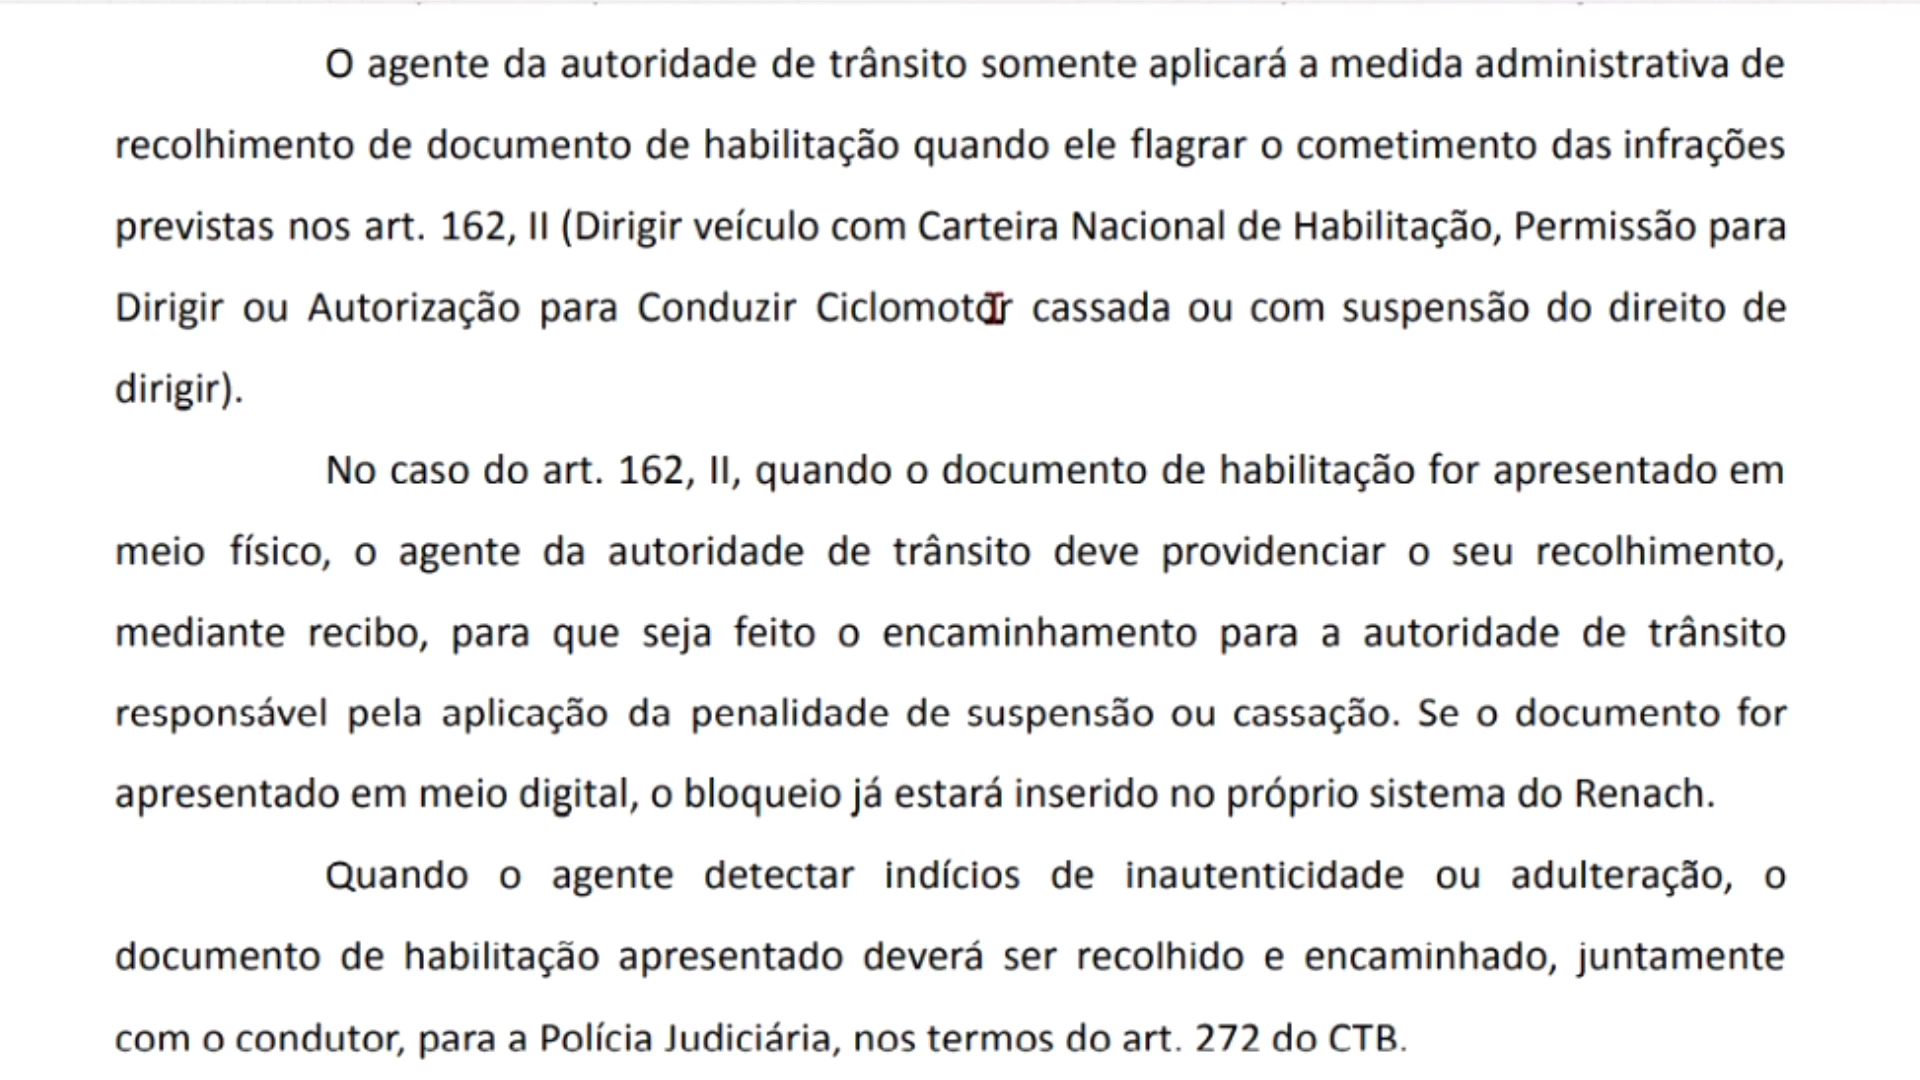 O agente da autoridade de trânsito somente aplicará a medida administrativa de
recolhimento de documento de habilitação quando ele flagrar o cometimento das infrações
previstas nos art. 162, II (Dirigir veículo com Carteira Nacional de Habilitação, Permissão para
Dirigir ou Autorização para Conduzir Ciclomotor cassada ou com suspensão do direito de
dirigir).
No caso do art. 162, II, quando o documento de habilitação for apresentado em
meio físico, o agente da autoridade de trânsito deve providenciar o seu recolhimento,
mediante recibo, para que seja feito o encaminhamento para a autoridade de trânsito
responsável pela aplicação da penalidade de suspensão ou cassação. Se o documento for
apresentado em meio digital, o bloqueio já estará inserido no próprio sistema do Renach.
Quando o agente detectar indícios de inautenticidade ou adulteração, o
documento de habilitação apresentado deverá ser recolhido e encaminhado, juntamente
com o condutor, para a Polícia Judiciária, nos termos do art. 272 do CTB.